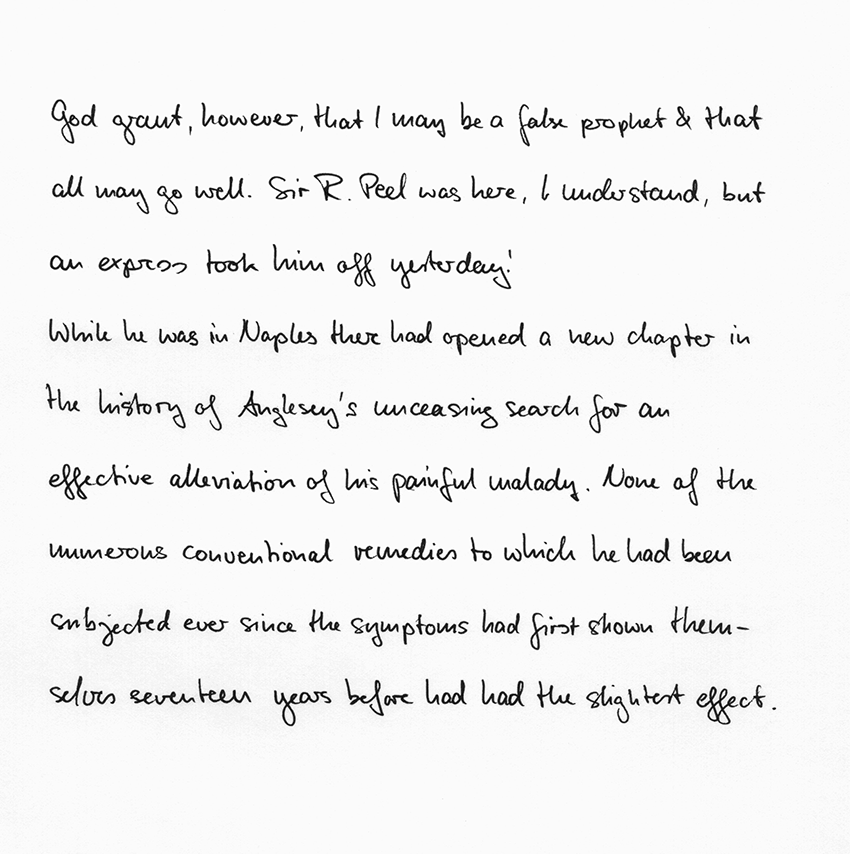 God grant, however, that I may be a false prophet & that
all may go well. Sir R. Peel was here, I understand, but
an express took him off yesterday!
While he was in Naples there had opened a new chapter in
the history of Anglesey's unceasing search for an
effective alleviation of his painful malady. None of the
numerous conventional remedies to which he had been
subjected ever since the symptoms had first shown them-
selves seventeen years before had had the slightest effect.